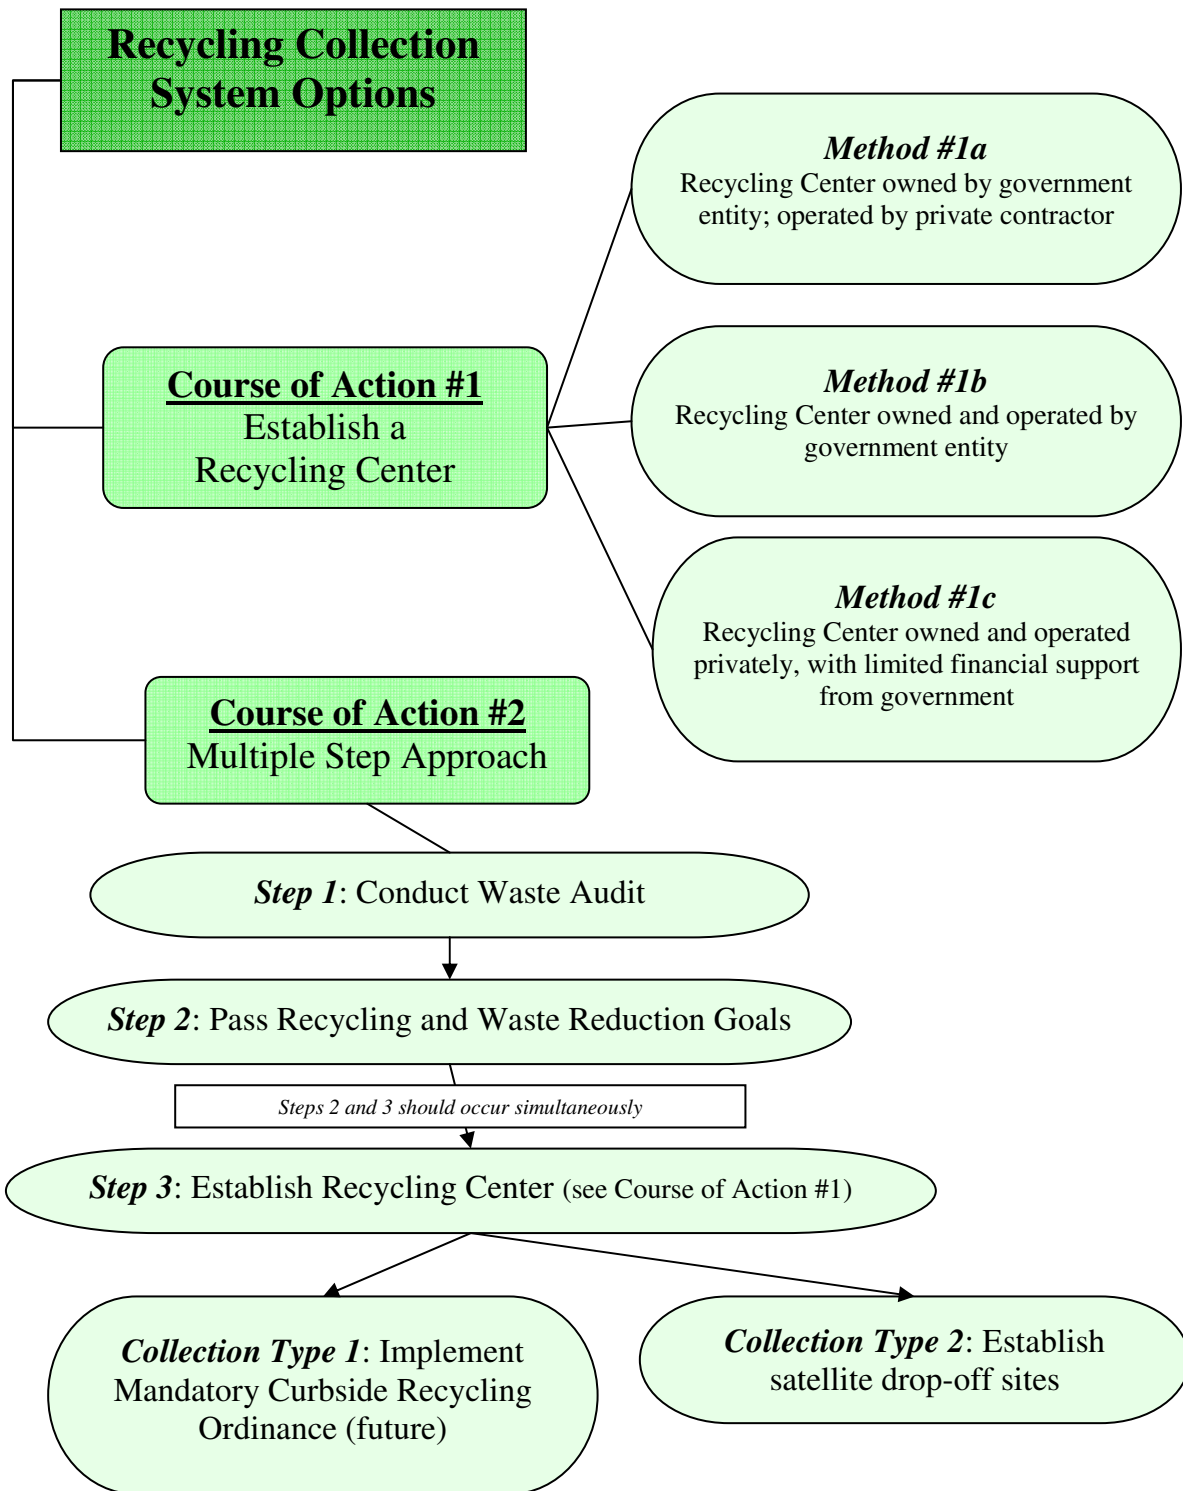 Recycling Collection
System Options
Method #1a
Recycling Center owned by government
entity; operated by private contractor
Course of Action #1
Establish a
Recycling Center
Method #1b
Recycling Center owned and operated by
government entity
Method #1c
Recycling Center owned and operated
privately, with limited financial support
from government
Course of Action #2
Multiple Step Approach
Step 1: Conduct Waste Audit
Step 2: Pass Recycling and Waste Reduction Goals
Steps 2 and 3 should occur simultaneously
Step 3: Establish Recycling Center (see Course of Action #1)
Collection Type 1: Implement
Mandatory Curbside Recycling
Ordinance (future)
Collection Type 2: Establish
satellite drop-off sites